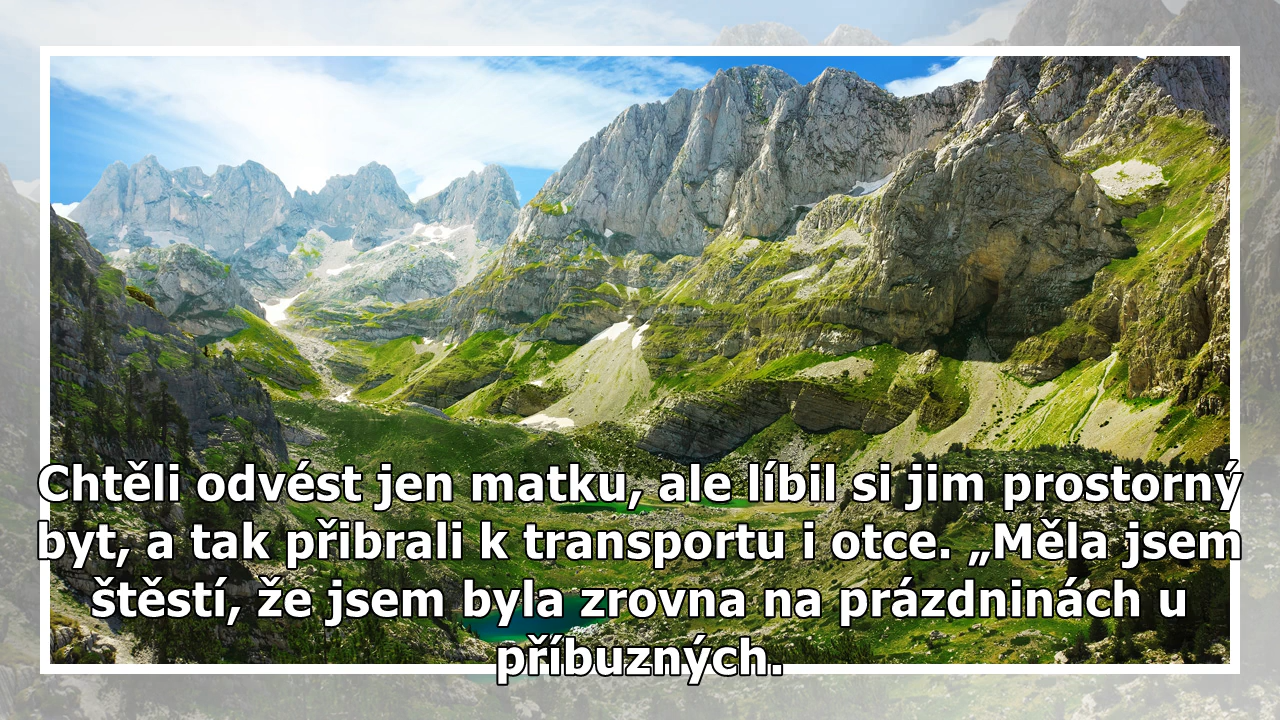 Chtěli odvést jen matku, ale líbil si jim prostorný
byt, a tak přibrali k transportu i otce. „Měla jsem
štěstí, že jsem byla zrovna na prázdninách u
příbuzných.